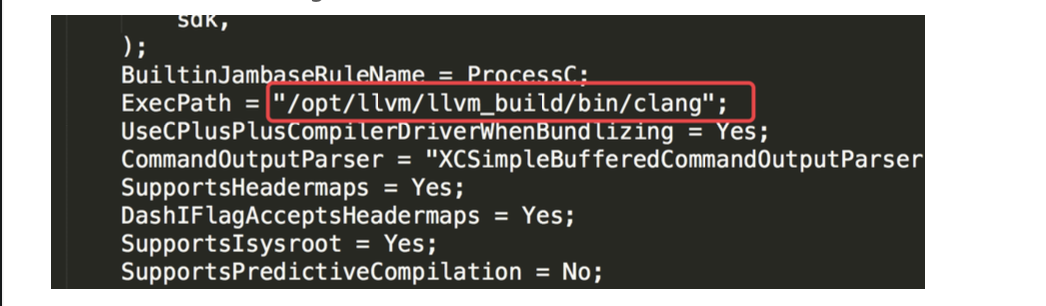 sdk,
);
BuiltinJambaseRuleName = ProcessC;
ExecPath = "/opt/llvm/llvm_build/bin/clang";
UseCPlusPlusCompilerDriverWhenBundlizing = Yes;
CommandOutputParser = "XCSimpleBufferedCommandOutputParser
SupportsHeadermaps = Yes;
DashIFlagAcceptsHeadermaps = Yes;
SupportsIsysroot = Yes;
SupportsPredictiveCompilation = No;